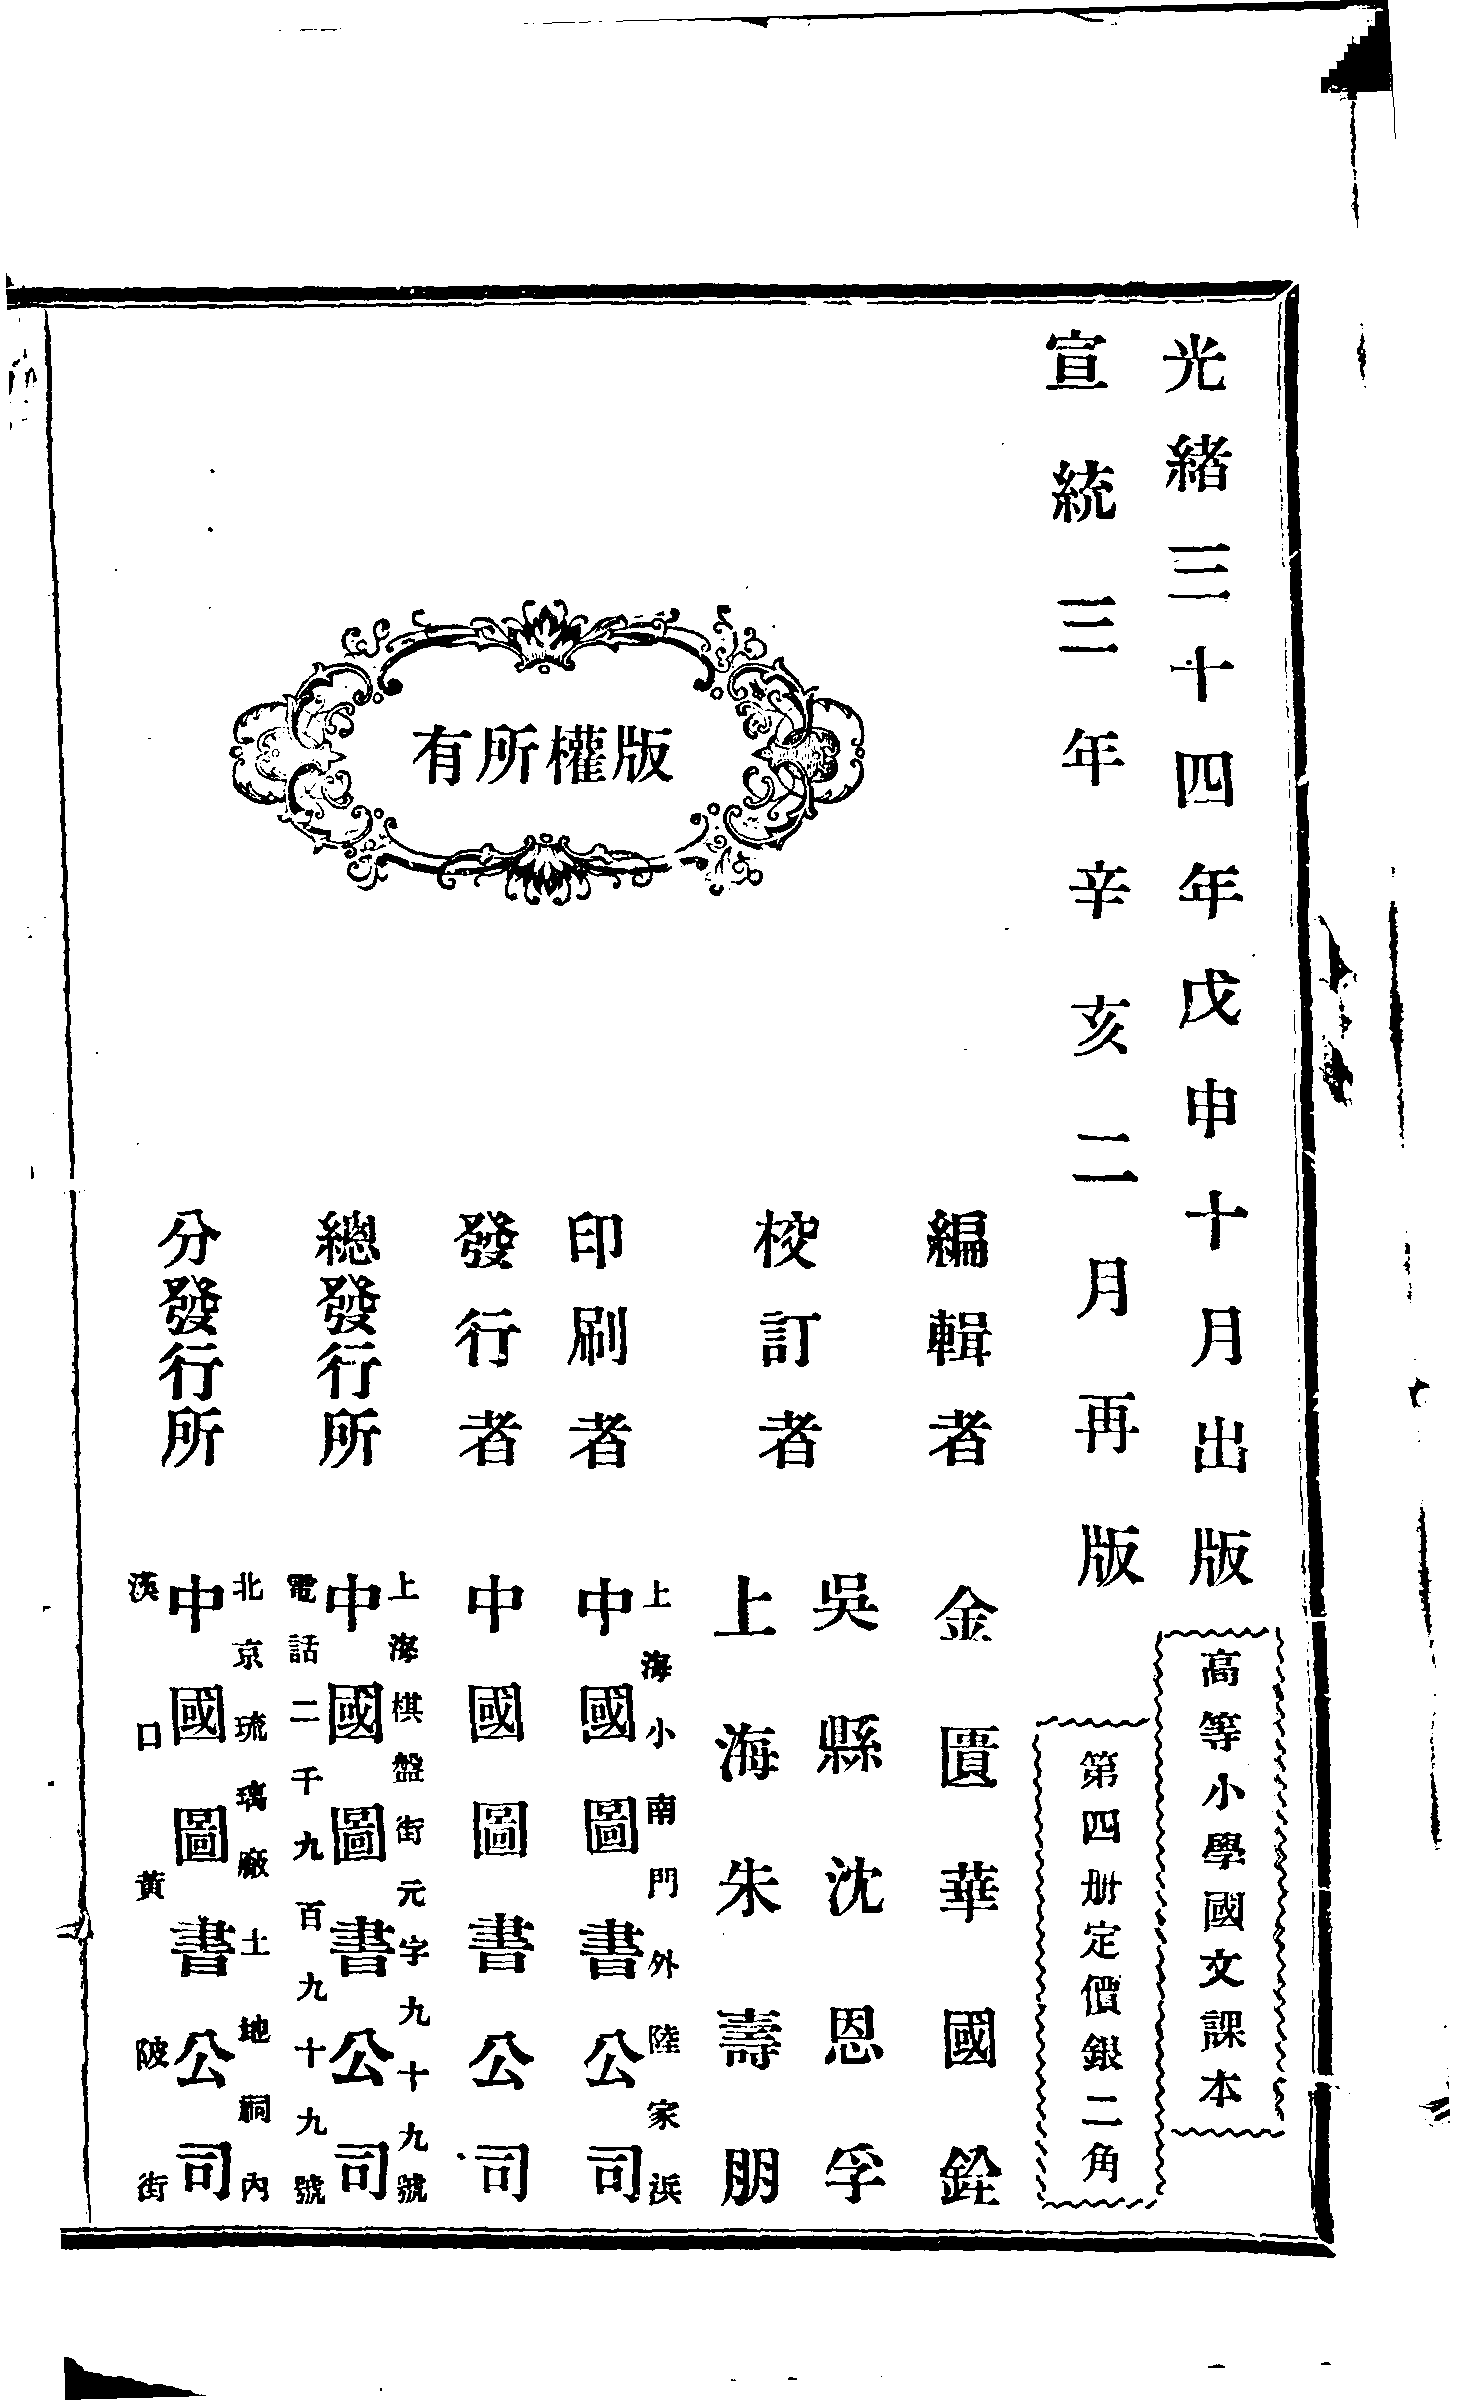 光緒三十四年戊申十月出版
宣統三年辛亥二月再版
高等小學國文課本
第四册定價銀二角
版權所有
編輯者 金匱華國銓
校訂者 吳縣沈恩孚
上海朱壽朋
印刷者 上海小南門外陸家浜
中國圖書公司
發行者 中國圖書公司
總發行所 上海棋盤街元字九十九號
中國圖書公司
電話二千九百九十九號
分發行所 北京琉璃廠土地祠內
中國圖書公司
漢口黃陂街